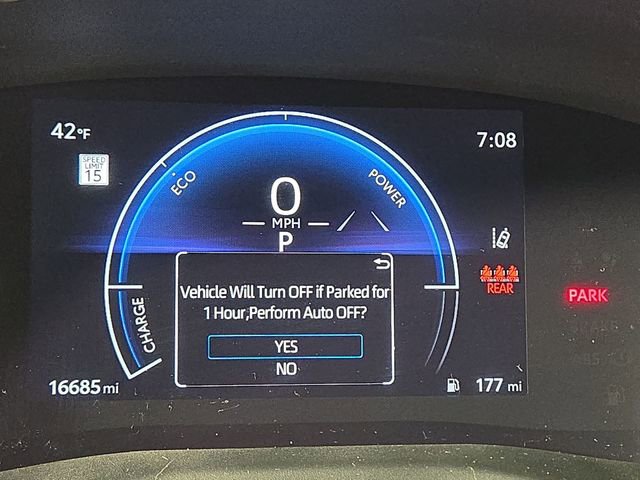 42°F
7:08
SPEED
LIMIT
15
ECO
POWER
0
MPH
P
REAR
PARK
Vehicle Will Turn OFF if Parked for
1 Hour,Perform Auto OFF?
YES
NO
CHARGE
16685 mi
177 mi